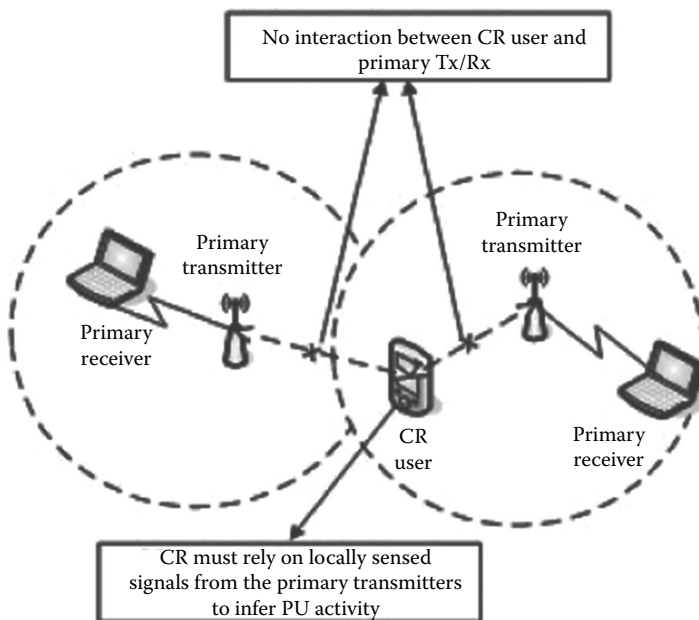 No interaction between CR user and
primary Tx/Rx
Primary
transmitter
Primary
transmitter
Primary
receiver
CR
user
Primary
receiver
CR must rely on locally sensed
signals from the primary transmitters
to infer PU activity